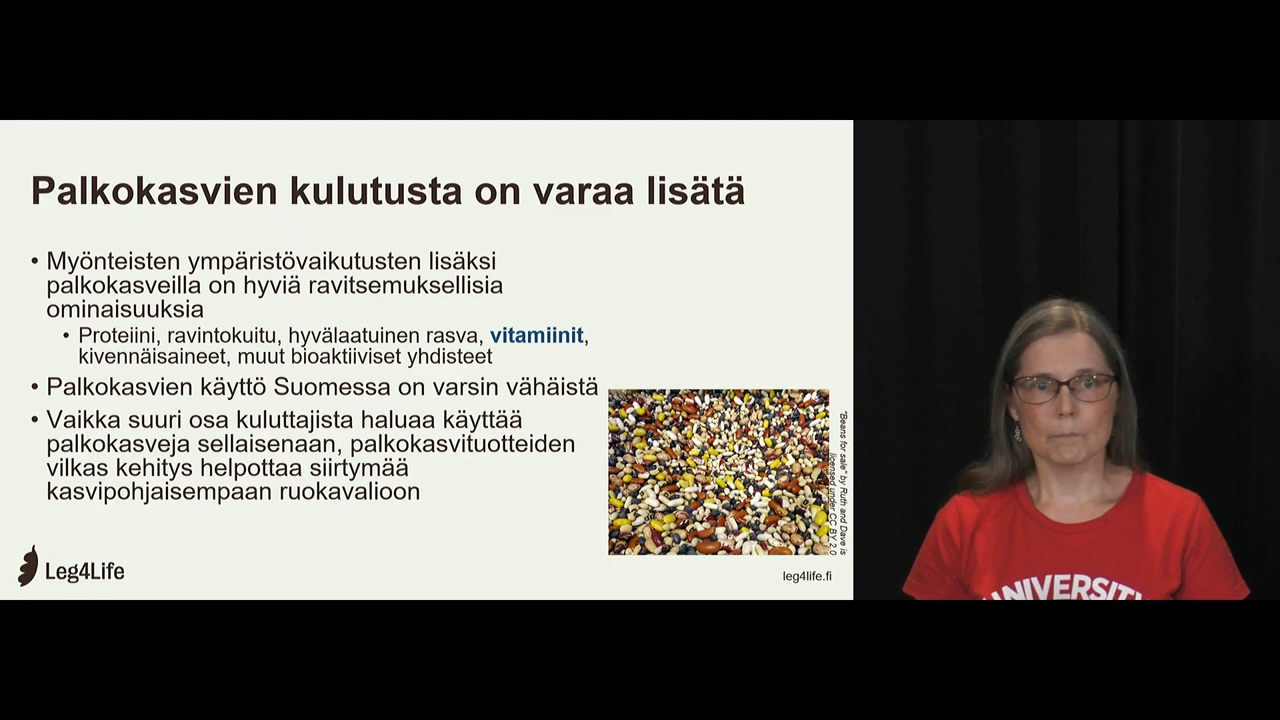 Palkokasvien kulutusta on varaa lisätä
• Myönteisten ympäristövaikutusten lisäksi
palkokasveilla on hyviä ravitsemuksellisia
ominaisuuksia
• Proteiini, ravintokuitu, hyvälaatuinen rasva, vitamiinit,
kivennäisaineet, muut bioaktiiviset yhdisteet
• Palkokasvien käyttö Suomessa on varsin vähäistä
• Vaikka suuri osa kuluttajista haluaa käyttää
palkokasveja sellaisenaan, palkokasvituotteiden
vilkas kehitys helpottaa siirtymää
kasvipohjaisempaan ruokavalioon
"Beans for sale" by Ruth and Dave is
licensed under CC BY 2.0
Leg4Life
leg4life.fi
UNIVERSITY